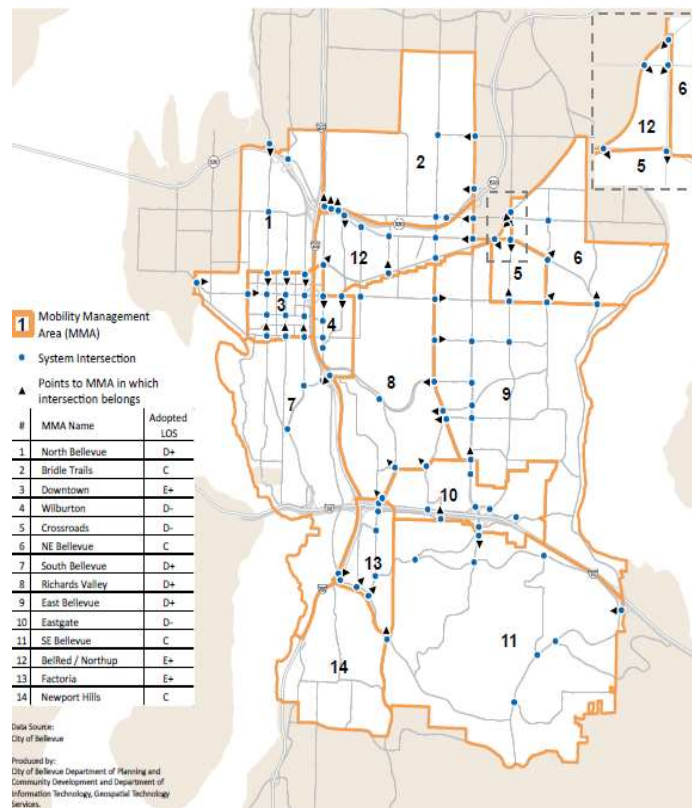 6
12
5
2
1
12
6
5
3
4
1 Mobility Management
Area (MMA)
System Intersection
Points to MMA in which
intersection belongs
8
9
7
# MMA Name Adopted
LOS
1 North Bellevue D+
2 Bridle Trails C
3 Downtown E+
4 Wilburton D-
5 Crossroads D-
6 NE Bellevue C
7 South Bellevue D+
8 Richards Valley D+
9 East Bellevue D+
10 Eastgate D-
11 SE Bellevue C
12 BelRed / Northup E+
13 Factoria E+
14 Newport Hills C
10
13
11
14
Data Source:
City of Bellevue
Produced by:
City of Bellevue Department of Planning and
Community Development and Department of
Information Technology, Geospatial Technology
Services.